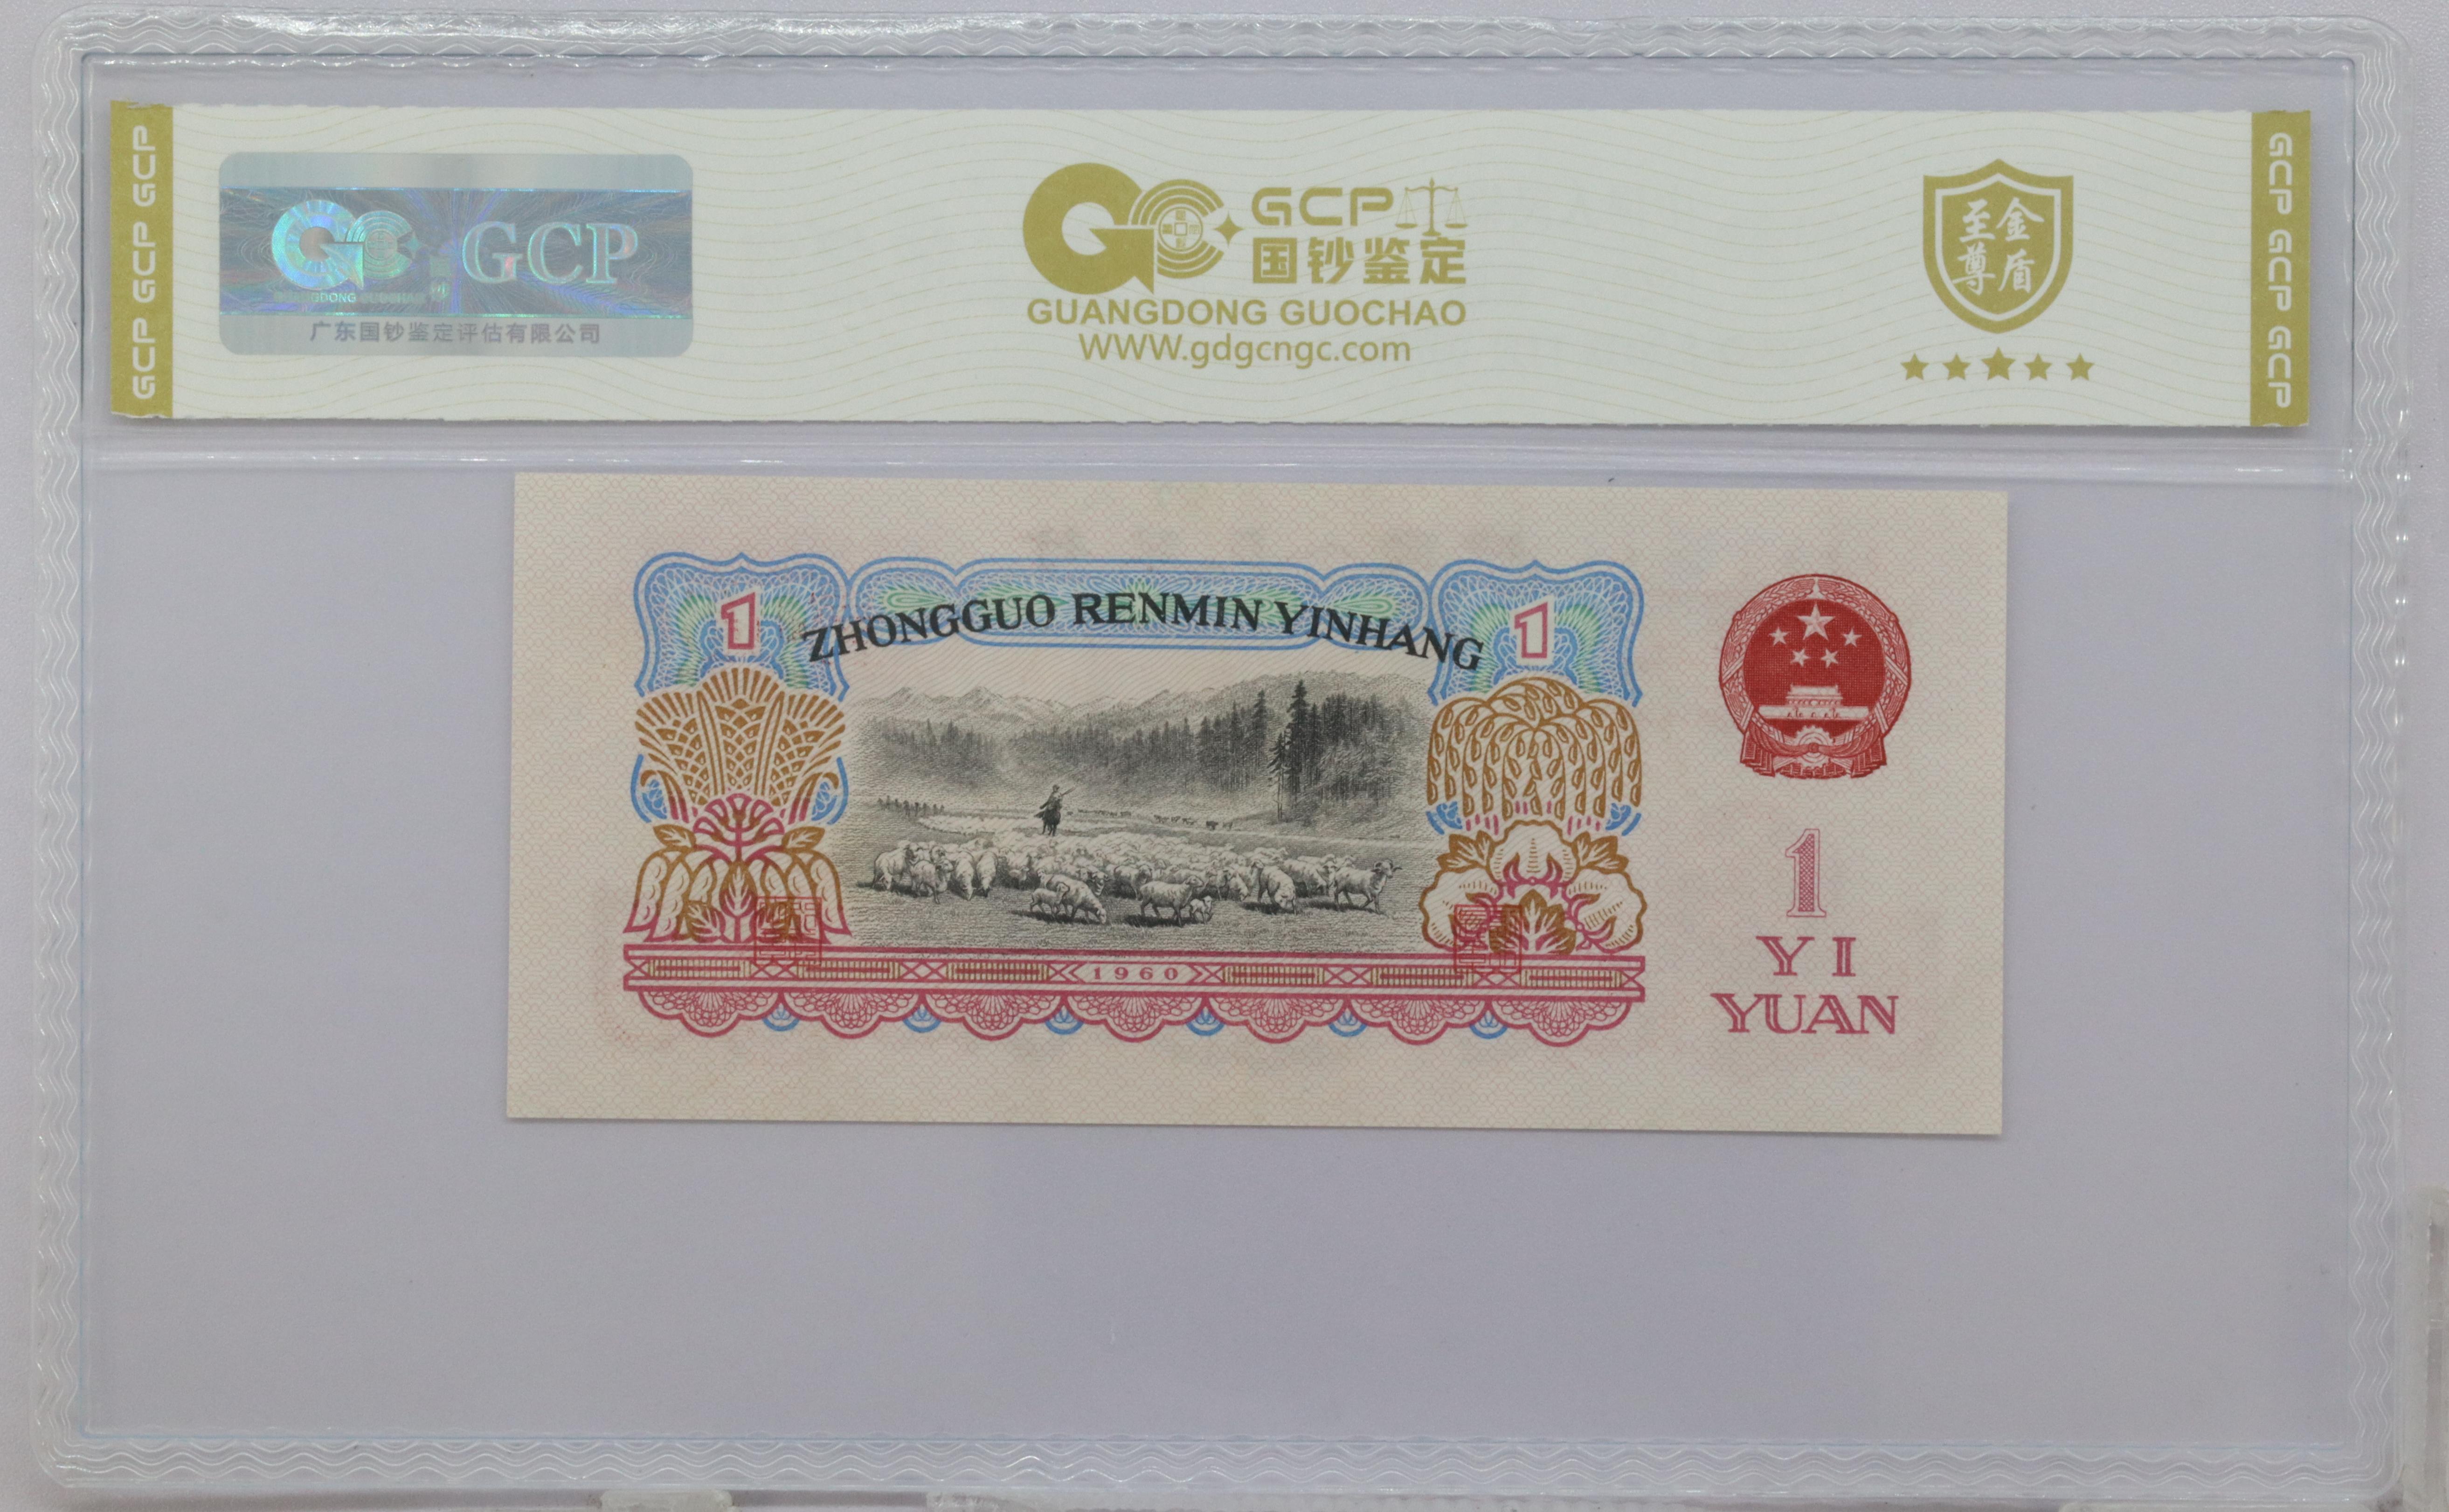 GCP GCP GCP
GCP
GUANGDONG GUOCHAO
广东国钞鉴定评估有限公司
GCP
国钞鉴定
GUANGDONG GUOCHAO
WWW.gdgcngc.com
至尊金盾
GCP GCP GCP
1
ZHONGGUO RENMIN YINHANG
1
1960
1
YI
YUAN